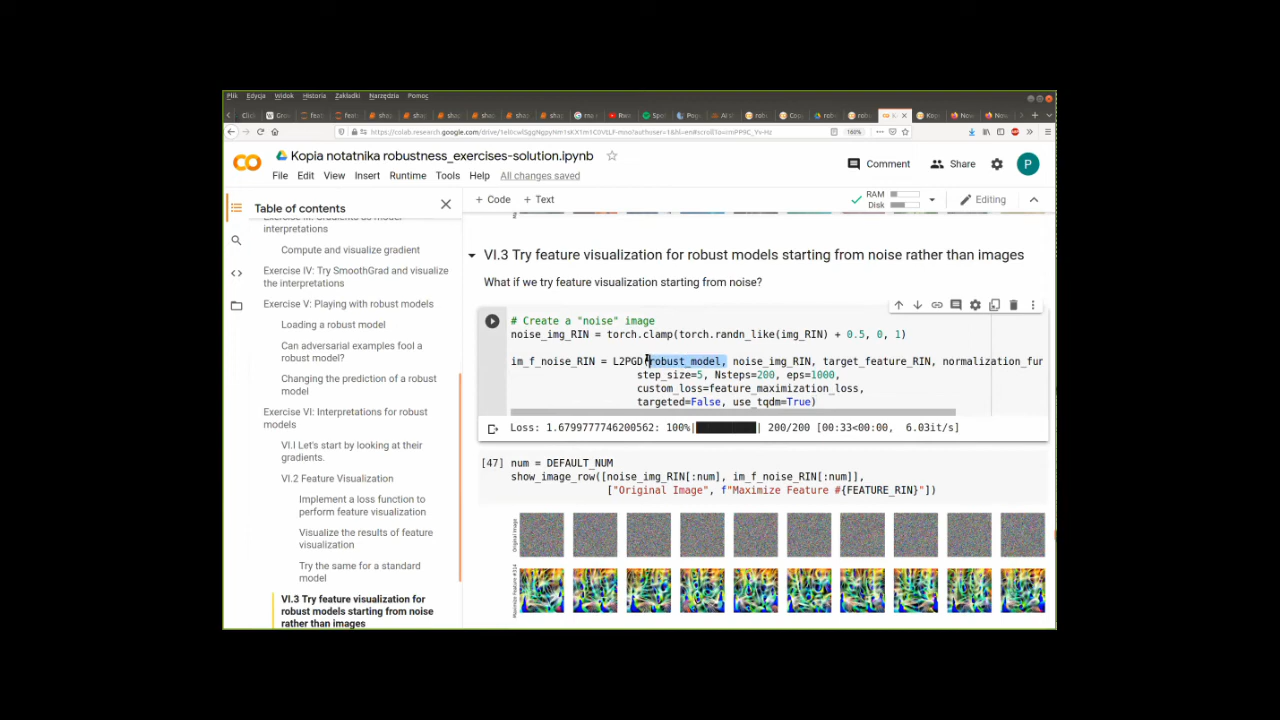 Plik Edycja Widok Historia Zakładki Narzędzia Pomoc
Kopia notatnika robustness_exercises-solution.ipynb
Comment
Share
P
File Edit View Insert Runtime Tools Help All changes saved
160%
Table of contents
+ Code + Text
RAM
Disk
Editing
interpretations
Compute and visualize gradient
Exercise IV: Try SmoothGrad and visualize
the interpretations
Exercise V: Playing with robust models
Loading a robust model
Can adversarial examples fool a
robust model?
Changing the prediction of a robust
model
Exercise VI: Interpretations for robust
models
VI.I Let's start by looking at their
gradients.
VI.2 Feature Visualization
Implement a loss function to
perform feature visualization
Visualize the results of feature
visualization
Try the same for a standard
model
VI.3 Try feature visualization for
robust models starting from noise
rather than images
VI.3 Try feature visualization for robust models starting from noise rather than images
What if we try feature visualization starting from noise?
# Create a "noise" image
noise_img_RIN = torch.clamp(torch.randn_like(img_RIN) + 0.5, 0, 1)
im_f_noise_RIN = L2PGD(robust_model, noise_img_RIN, target_feature_RIN, normalization_fun
step_size=5, Nsteps=200, eps=1000,
custom_loss=feature_maximization_loss,
targeted=False, use_tqdm=True)
Loss: 1.6799777746200562: 100%|██████████| 200/200 [00:33<00:00, 6.03it/s]
[47] num = DEFAULT_NUM
show_image_row([noise_img_RIN[:num], im_f_noise_RIN[:num]],
["Original Image", f"Maximize Feature #{FEATURE_RIN}"])
Original Image
Maximize Feature #314